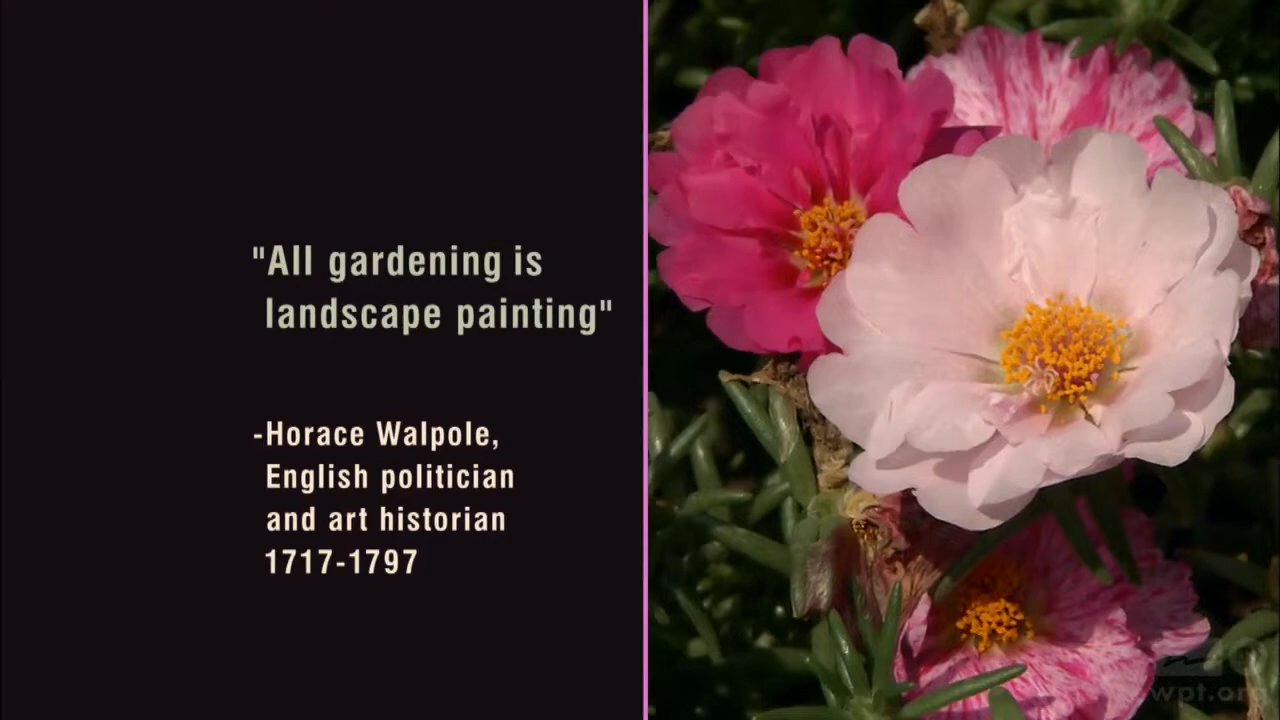 "All gardening is
landscape painting"
-Horace Walpole,
English politician
and art historian
1717-1797
wpt.org